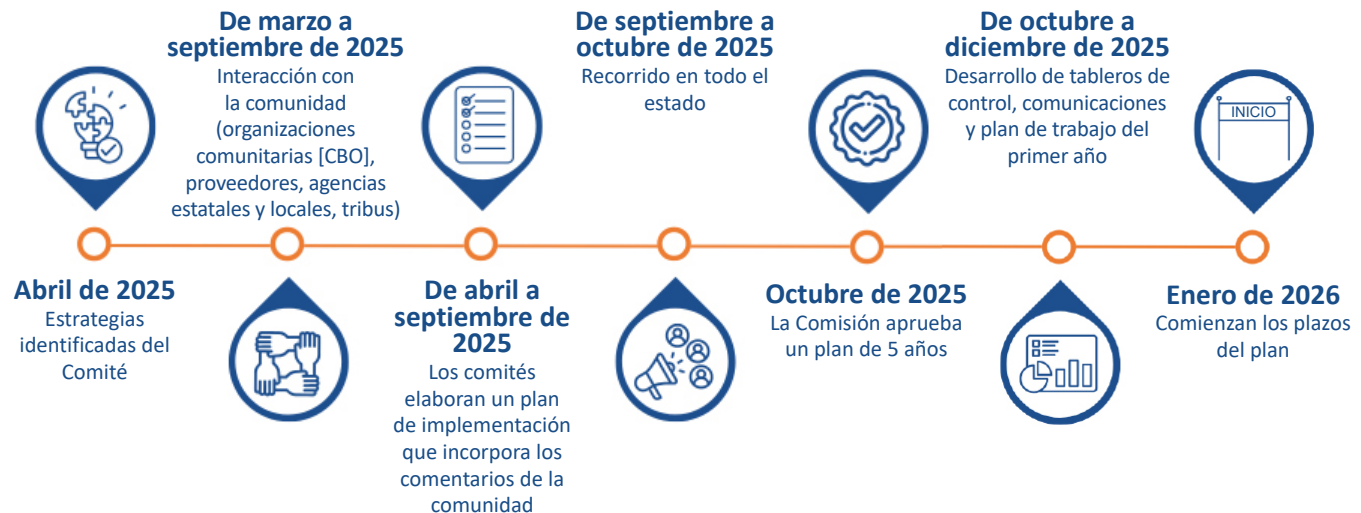 Abril de 2025
Estrategias
identificadas del
Comité
De marzo a
septiembre de 2025
Interacción con
la comunidad
(organizaciones
comunitarias [CBO],
proveedores, agencias
estatales y locales, tribus)
De abril a
septiembre de
2025
Los comités
elaboran un plan
de implementación
que incorpora los
comentarios de la
comunidad
De septiembre a
octubre de 2025
Recorrido en todo el
estado
Octubre de 2025
La Comisión aprueba
un plan de 5 años
De octubre a
diciembre de 2025
Desarrollo de tableros de
control, comunicaciones
y plan de trabajo del
primer año
INICIO
Enero de 2026
Comienzan los plazos
del plan